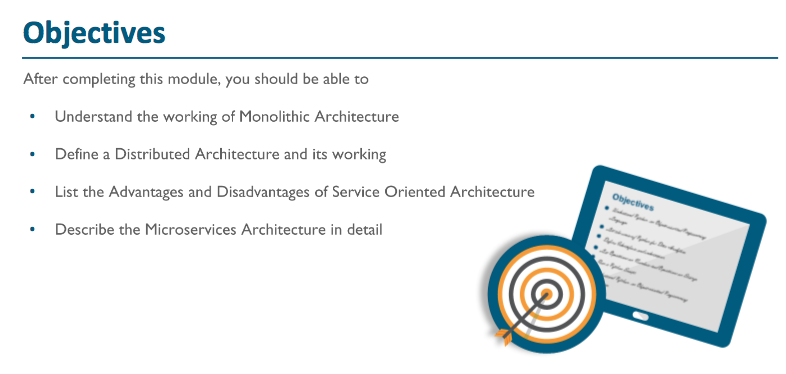 Objectives
After completing this module, you should be able to
• Understand the working of Monolithic Architecture
• Define a Distributed Architecture and its working
• List the Advantages and Disadvantages of Service Oriented Architecture
• Describe the Microservices Architecture in detail
Objectives